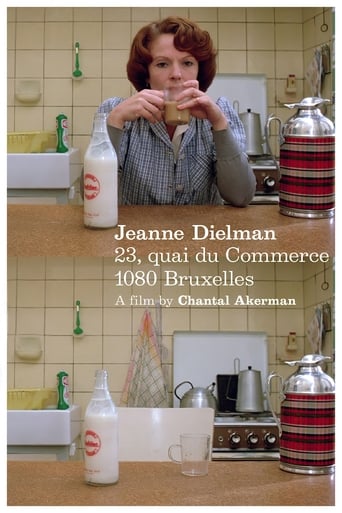 Jeanne Dielman
23, quai du Commerce
1080 Bruxelles
A film by Chantal Akerman